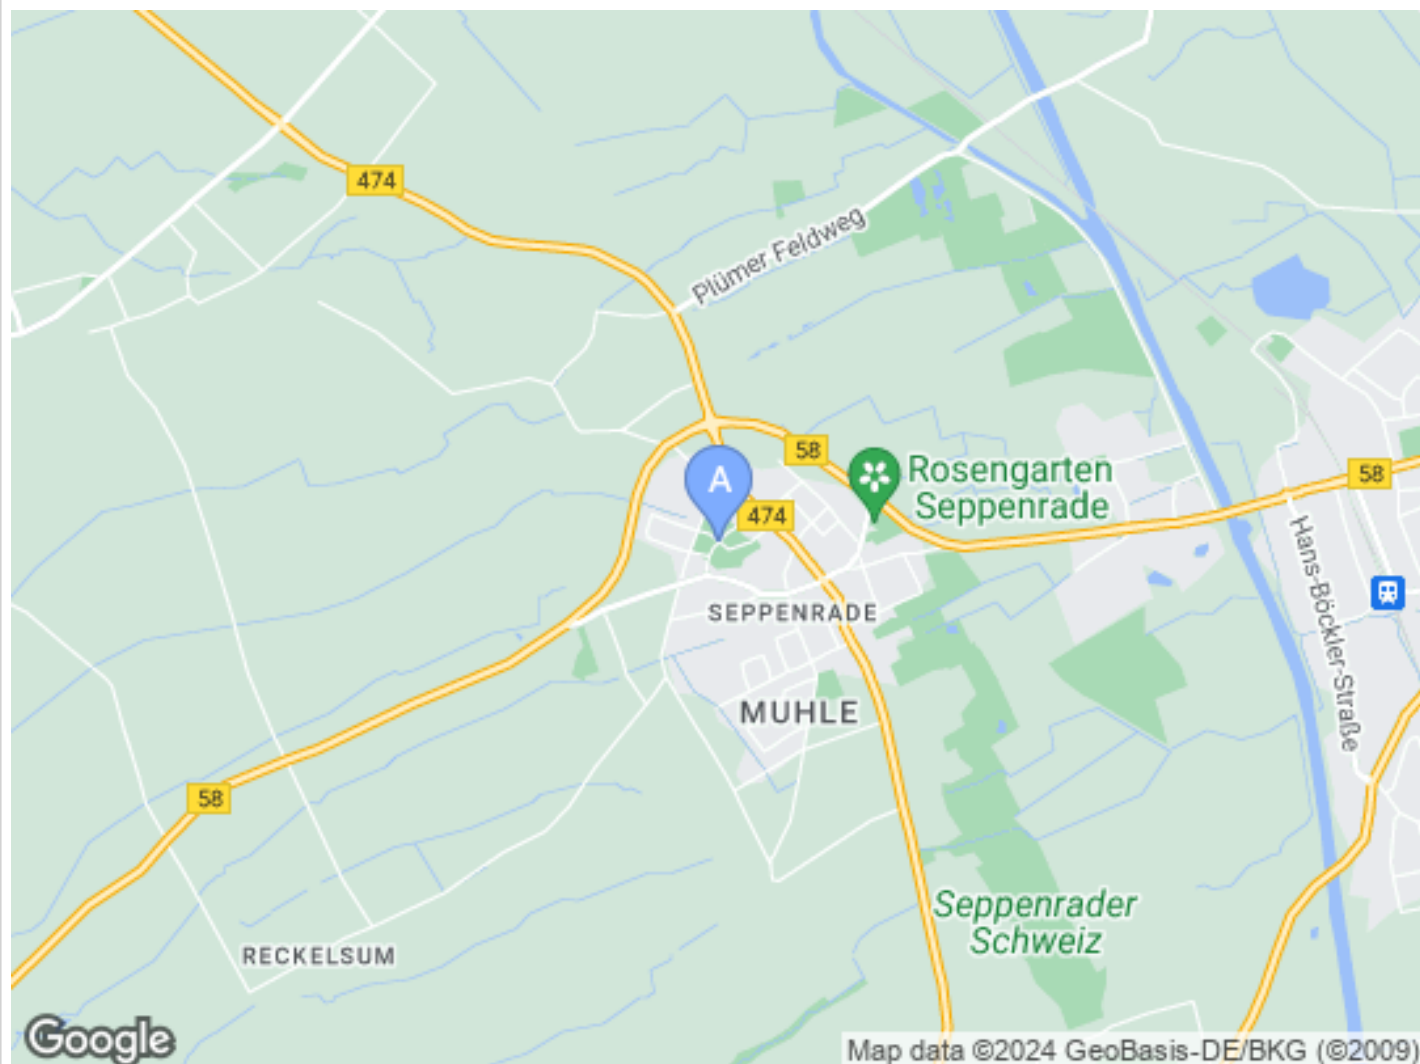 474
Plümer Feldweg
58
Rosengarten
Seppenrade
A
474
58
Hans-Böckler-Straße
SEPPENRADE
MUHLE
58
Seppenrader
Schweiz
RECKELSUM
Google
Map data ©2024 GeoBasis-DE/BKG (©2009)